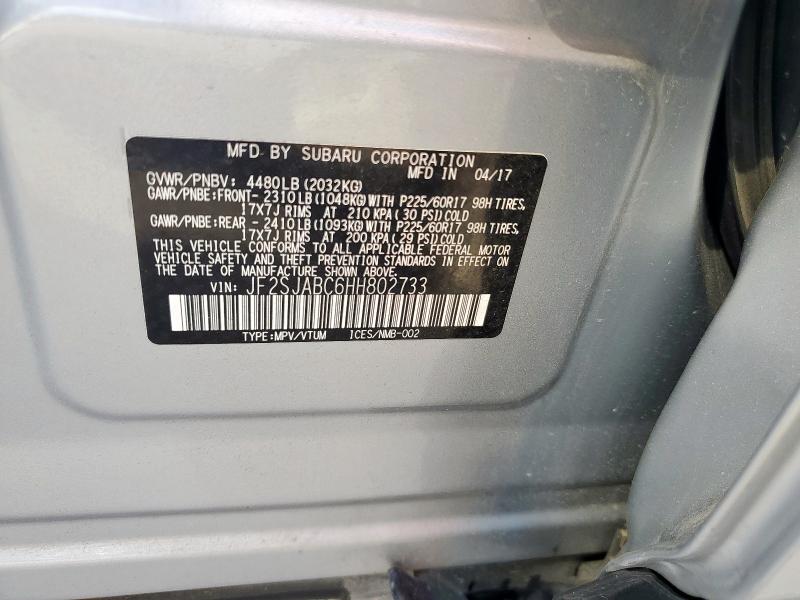 MFD BY SUBARU CORPORATION
MFD IN 04/17
GVWR/PNBV: 4480LB (2032KG)
GAWR/PNBE:FRONT- 2310LB (1048KG) WITH P225/60R17 98H TIRES,
17X7J RIMS AT 210 KPA ( 30 PSI) COLD
GAWR/PNBE:REAR - 2410LB (1093KG) WITH P225/60R17 98H TIRES,
17X7J RIMS AT 200 KPA ( 29 PSI) COLD
THIS VEHICLE CONFORMS TO ALL APPLICABLE FEDERAL MOTOR
VEHICLE SAFETY AND THEFT PREVENTION STANDARDS IN EFFECT ON
THE DATE OF MANUFACTURE SHOWN ABOVE.
VIN: JF2SJABC6HH802733
TYPE:MPV/VTUM ICES/NMB-002